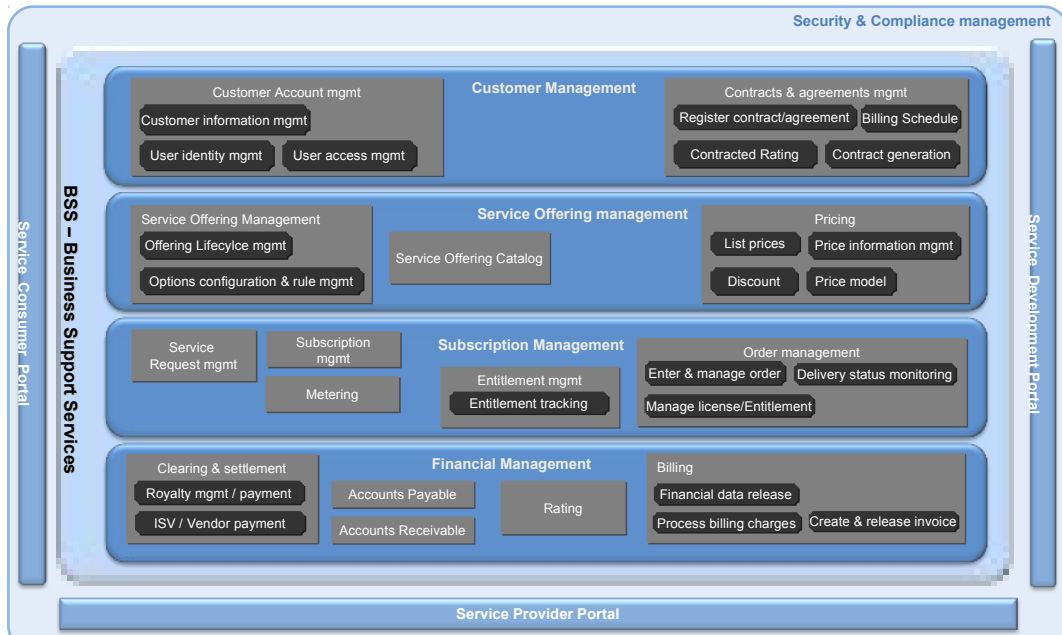 Security & Compliance management
Service Consumer Portal
BSS – Business Support Services
Customer Management
Customer Account mgmt
Customer information mgmt
User identity mgmt
User access mgmt
Contracts & agreements mgmt
Register contract/agreement
Billing Schedule
Contracted Rating
Contract generation
Service Offering management
Service Offering Management
Offering Lifecylce mgmt
Options configuration & rule mgmt
Service Offering Catalog
Pricing
List prices
Price information mgmt
Discount
Price model
Subscription Management
Service
Request mgmt
Subscription
mgmt
Metering
Entitlement mgmt
Entitlement tracking
Order management
Enter & manage order
Delivery status monitoring
Manage license/Entitlement
Financial Management
Clearing & settlement
Royalty mgmt / payment
ISV / Vendor payment
Accounts Payable
Accounts Receivable
Rating
Billing
Financial data release
Process billing charges
Create & release invoice
Service Development Portal
Service Provider Portal